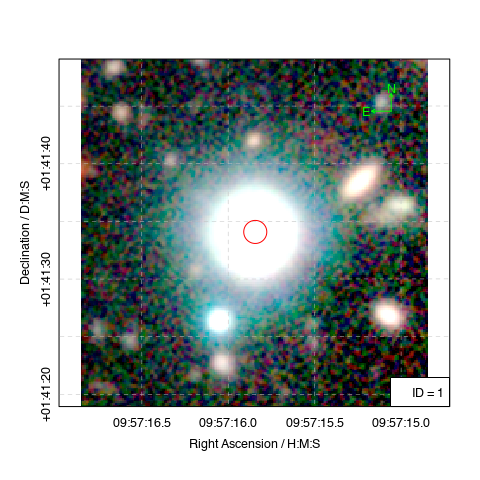 N
E
+01:41:40
+01:41:30
+01:41:20
Declination / D:M:S
ID = 1
09:57:16.5 09:57:16.0 09:57:15.5 09:57:15.0
Right Ascension / H:M:S